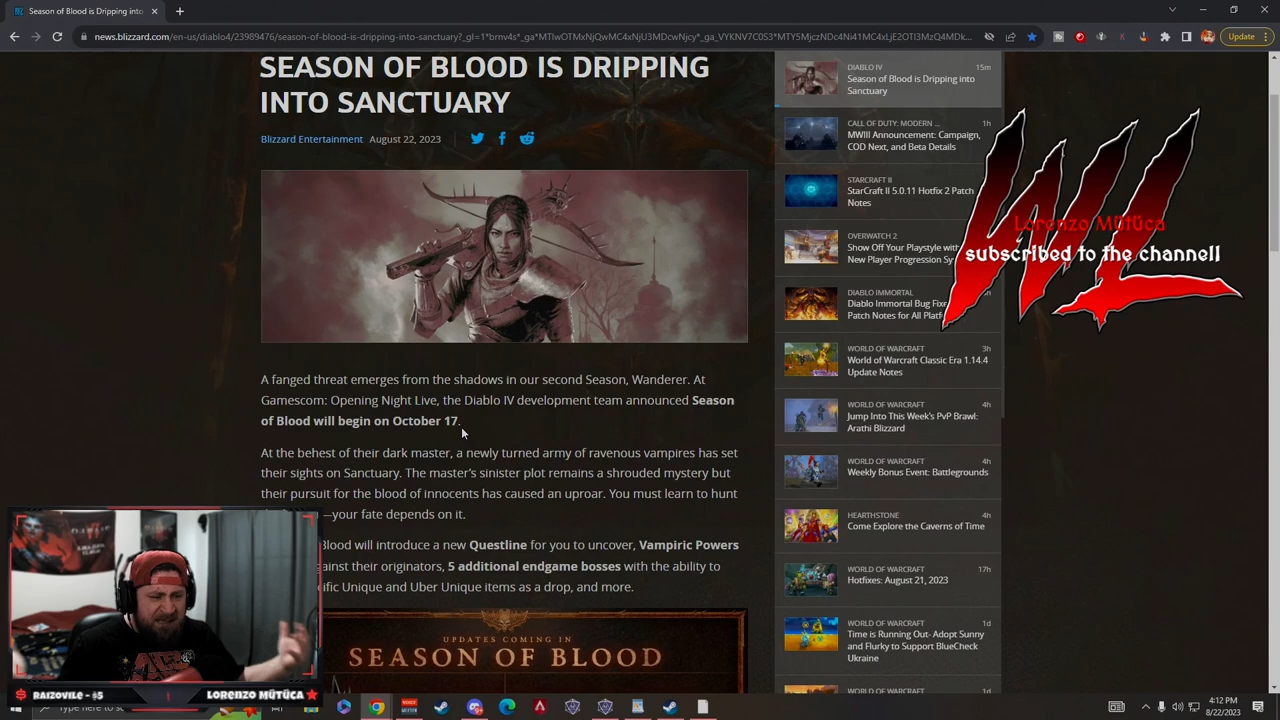 Season of Blood is Dripping into
Update
news.blizzard.com/en-us/diablo4/23989476/season-of-blood-is-dripping-into-sanctuary?
SEASON OF BLOOD IS DRIPPING
INTO SANCTUARY
Blizzard Entertainment August 22, 2023
A fanged threat emerges from the shadows in our second Season, Wanderer. At
Gamescom: Opening Night Live, the Diablo IV development team announced Season
of Blood will begin on October 17.
At the behest of their dark master, a newly turned army of ravenous vampires has set
their sights on Sanctuary. The master's sinister plot remains a shrouded mystery but
their pursuit for the blood of innocents has caused an uproar. You must learn to hunt
—your fate depends on it.
Blood will introduce a new Questline for you to uncover, Vampiric Powers
against their originators, 5 additional endgame bosses with the ability to
Unique and Uber Unique items as a drop, and more.
UPDATES COMING IN
SEASON OF BLOOD
DIABLO IV 15m
Season of Blood is Dripping into
Sanctuary
CALL OF DUTY: MODERN ... 1h
MWIII Announcement: Campaign,
COD Next, and Beta Details
STARCRAFT II
StarCraft II 5.0.11 Hotfix 2 Patch
Notes
OVERWATCH 2
Show Off Your Playstyle with
New Player Progression Sy
DIABLO IMMORTAL
Diablo Immortal Bug Fixe
Patch Notes for All Platf
WORLD OF WARCRAFT 3h
World of Warcraft Classic Era 1.14.4
Update Notes
WORLD OF WARCRAFT 4h
Jump Into This Week's PvP Brawl:
Arathi Blizzard
WORLD OF WARCRAFT 4h
Weekly Bonus Event: Battlegrounds
HEARTHSTONE 4h
Come Explore the Caverns of Time
WORLD OF WARCRAFT 17h
Hotfixes: August 21, 2023
WORLD OF WARCRAFT 1d
Time is Running Out- Adopt Sunny
and Flurky to Support BlueCheck
Ukraine
WORLD OF WARCRAFT 1d
Lorenzo Mütüca
subscribed to the channel!
RAIZOVILE - $5
LORENZO MÜTÜCA
Type here to
4:12 PM
8/22/2023